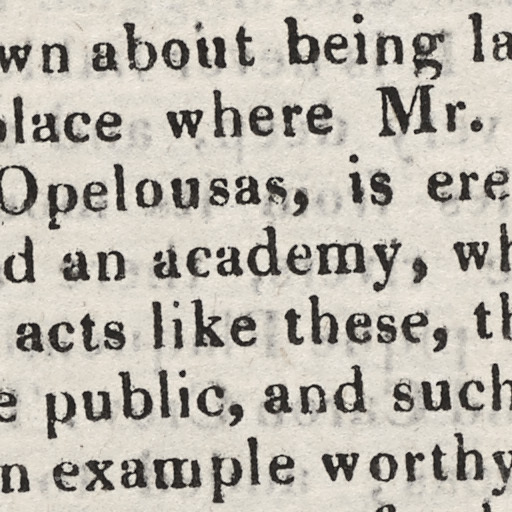 wn about being la
place where Mr.
Opelousas, is ere
d an academy, wh
acts like these, th
e public, and such
n example worthy